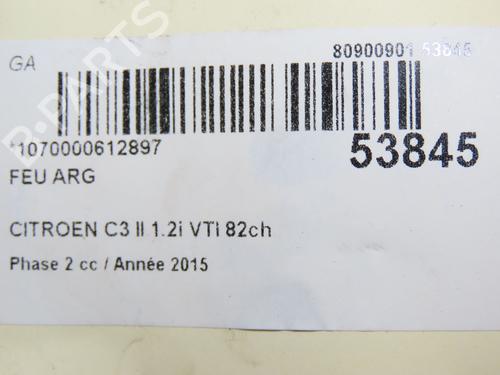 GA
80900901 53845
*1070000612897
53845
FEU ARG
CITROEN C3 II 1.2i VTi 82ch
Phase 2 cc / Année 2015
B-PARTS